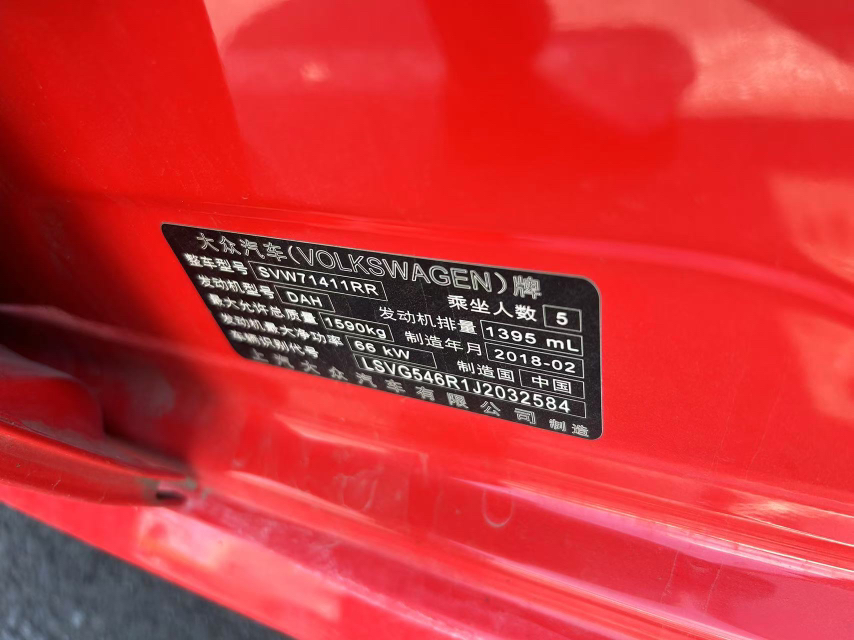 大众汽车(VOLKSWAGEN)牌
整车型号 SVW71411RR 乘坐人数 5
发动机型号 DAH 发动机排量 1395 mL
最大允许总质量 1590kg 制造年月 2018-02
发动机最大净功率 66 kW 制造国 中国
车辆识别代号 LSVG546R1J2032584
上汽大众汽车有限公司 制造